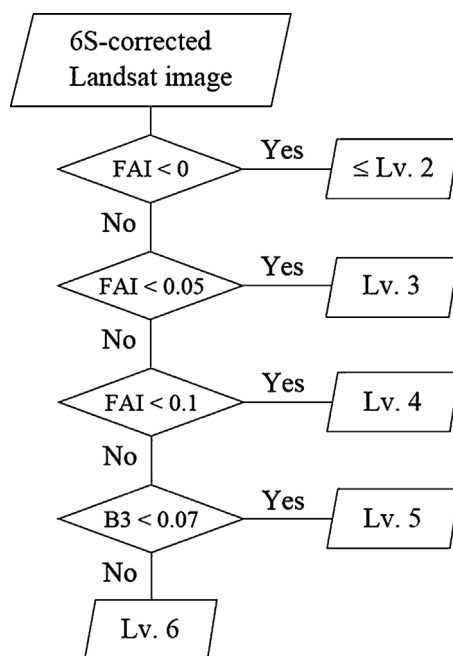 6S-corrected
Landsat image
FAI < 0
Yes
≤ Lv. 2
No
FAI < 0.05
Yes
Lv. 3
No
FAI < 0.1
Yes
Lv. 4
No
B3 < 0.07
Yes
Lv. 5
No
Lv. 6